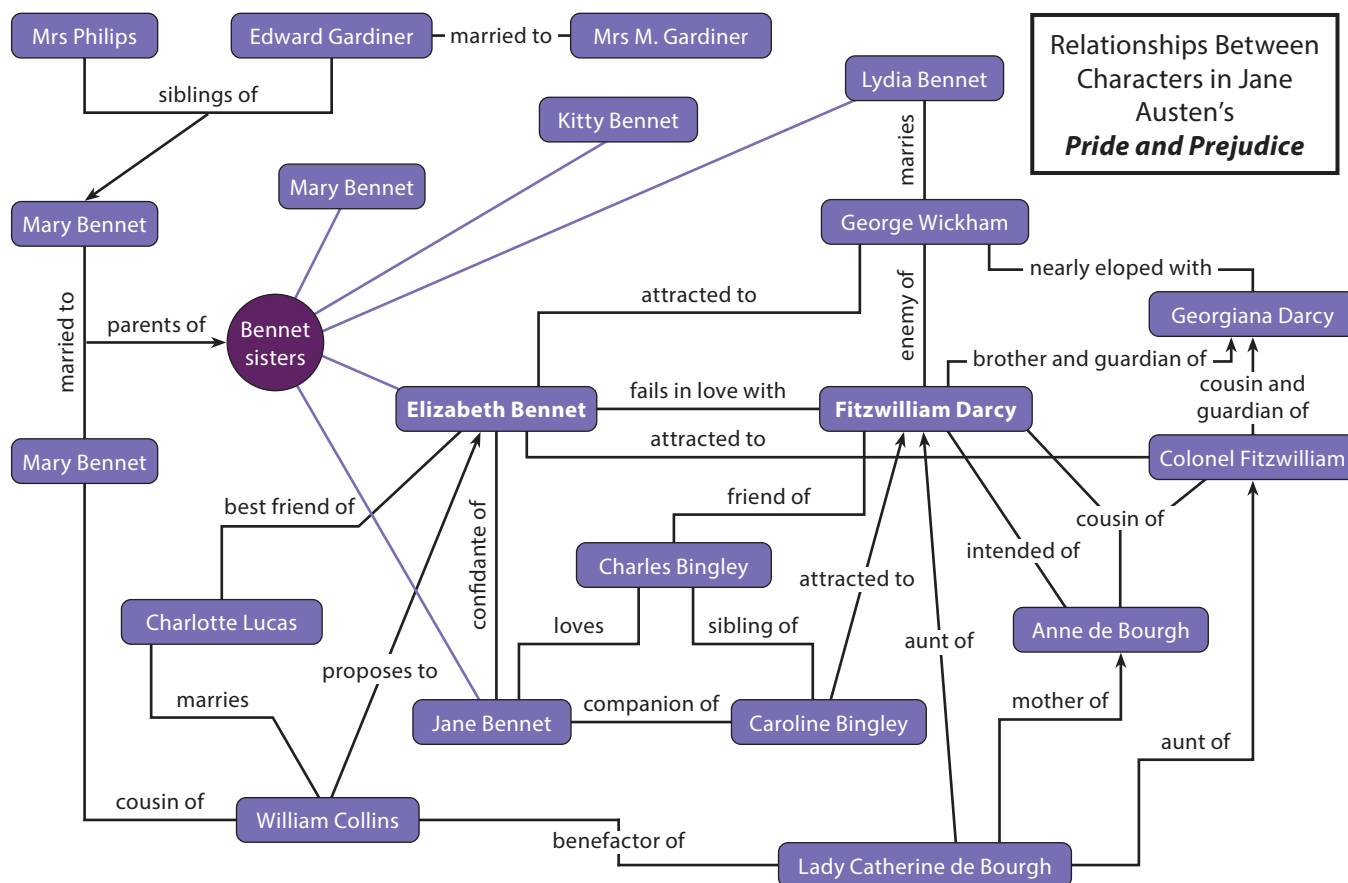 Mrs Philips
Edward Gardiner
married to
Mrs M. Gardiner
Relationships Between
Characters in Jane
Austen’s
Pride and Prejudice
siblings of
Lydia Bennet
Kitty Bennet
marries
Mary Bennet
Mary Bennet
George Wickham
nearly eloped with
attracted to
married to
parents of
Bennet
sisters
enemy of
Georgiana Darcy
brother and guardian of
cousin and
guardian of
Elizabeth Bennet
fails in love with
Fitzwilliam Darcy
attracted to
Mary Bennet
Colonel Fitzwilliam
best friend of
confidante of
friend of
cousin of
intended of
Charles Bingley
attracted to
Charlotte Lucas
loves
sibling of
aunt of
Anne de Bourgh
proposes to
marries
Jane Bennet
companion of
Caroline Bingley
mother of
aunt of
cousin of
William Collins
benefactor of
Lady Catherine de Bourgh